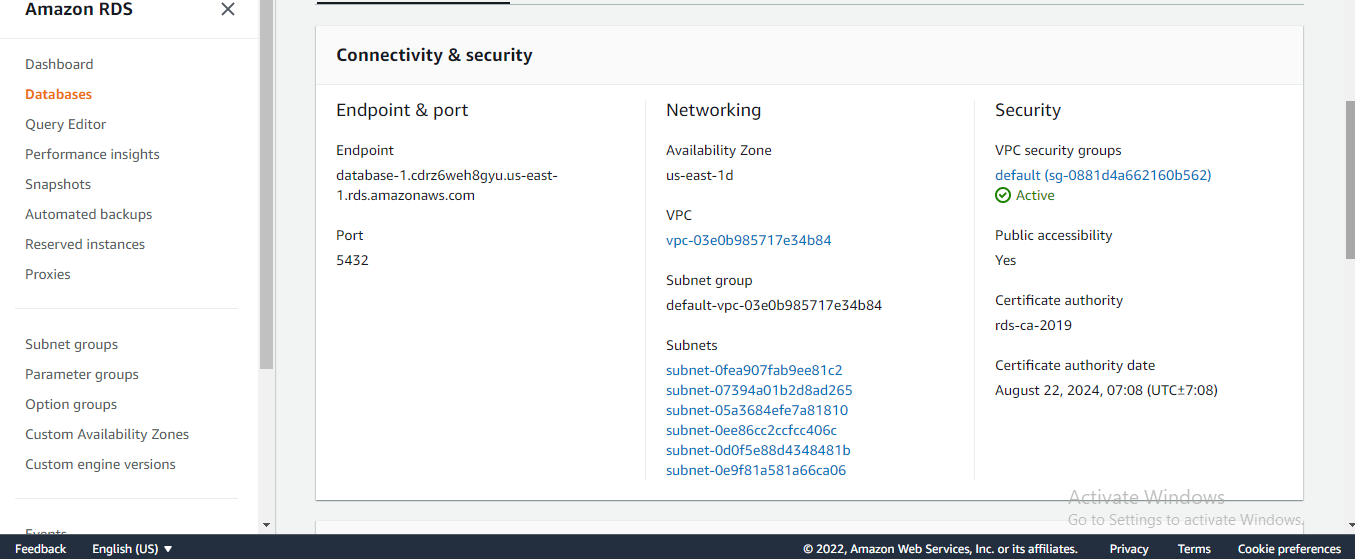 Amazon RDS
Dashboard
Databases
Query Editor
Performance insights
Snapshots
Automated backups
Reserved instances
Proxies
Subnet groups
Parameter groups
Option groups
Custom Availability Zones
Custom engine versions
Events
Connectivity & security
Endpoint & port
Endpoint
database-1.cdrz6weh8gyu.us-east-
1.rds.amazonaws.com
Port
5432
Networking
Availability Zone
us-east-1d
VPC
vpc-03e0b985717e34b84
Subnet group
default-vpc-03e0b985717e34b84
Subnets
subnet-0fea907fab9ee81c2
subnet-07394a01b2d8ad265
subnet-05a3684efe7a81810
subnet-0ee86cc2ccfcc406c
subnet-0d0f5e88d4348481b
subnet-0e9f81a581a66ca06
Security
VPC security groups
default (sg-0881d4a662160b562)
Active
Public accessibility
Yes
Certificate authority
rds-ca-2019
Certificate authority date
August 22, 2024, 07:08 (UTC±7:08)
Activate Windows
Go to Settings to activate Windows.
Feedback
English (US)
© 2022, Amazon Web Services, Inc. or its affiliates.
Privacy
Terms
Cookie preferences